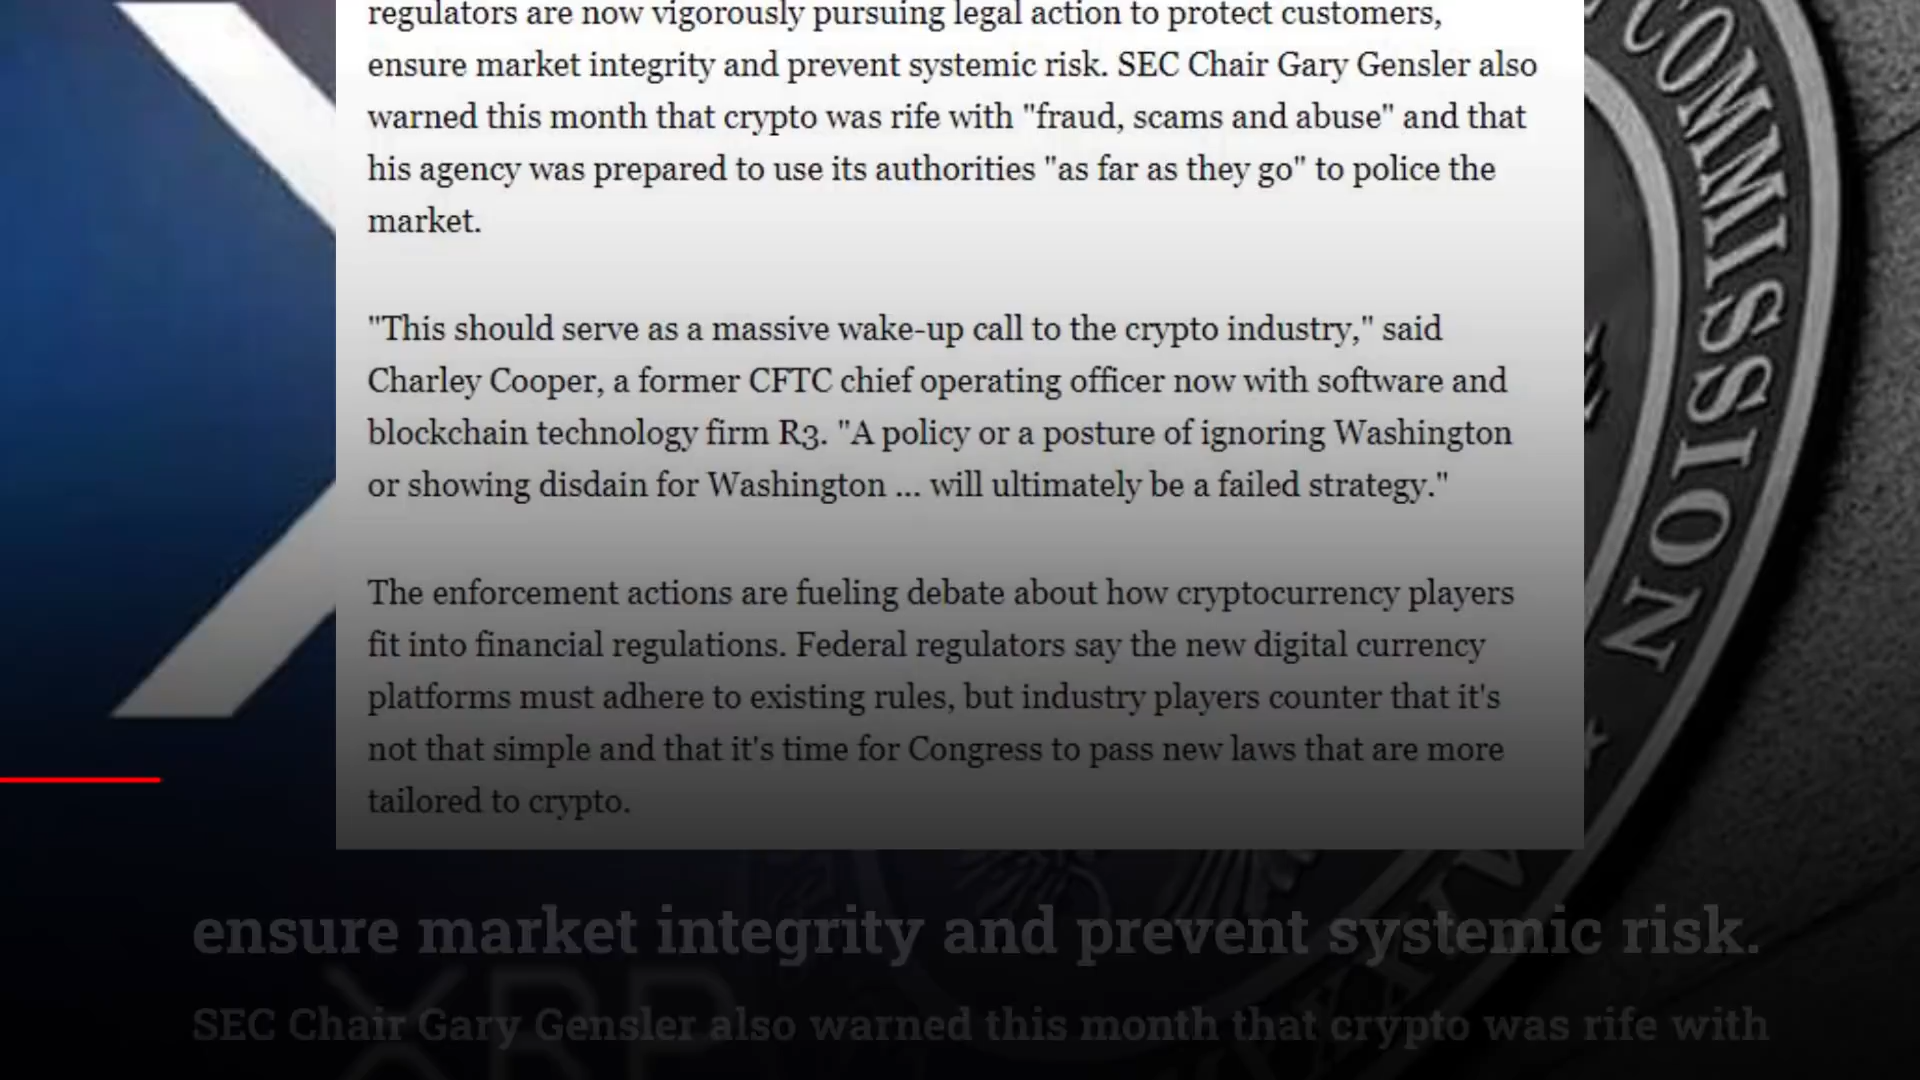 regulators are now vigorously pursuing legal action to protect customers,
ensure market integrity and prevent systemic risk. SEC Chair Gary Gensler also
warned this month that crypto was rife with "fraud, scams and abuse" and that
his agency was prepared to use its authorities "as far as they go" to police the
market.
"This should serve as a massive wake-up call to the crypto industry," said
Charley Cooper, a former CFTC chief operating officer now with software and
blockchain technology firm R3. "A policy or a posture of ignoring Washington
or showing disdain for Washington ... will ultimately be a failed strategy."
The enforcement actions are fueling debate about how cryptocurrency players
fit into financial regulations. Federal regulators say the new digital currency
platforms must adhere to existing rules, but industry players counter that it's
not that simple and that it's time for Congress to pass new laws that are more
tailored to crypto.
COMMISSION
ensure market integrity and prevent systemic risk.
SEC Chair Gary Gensler also warned this month that crypto was rife with
XRP